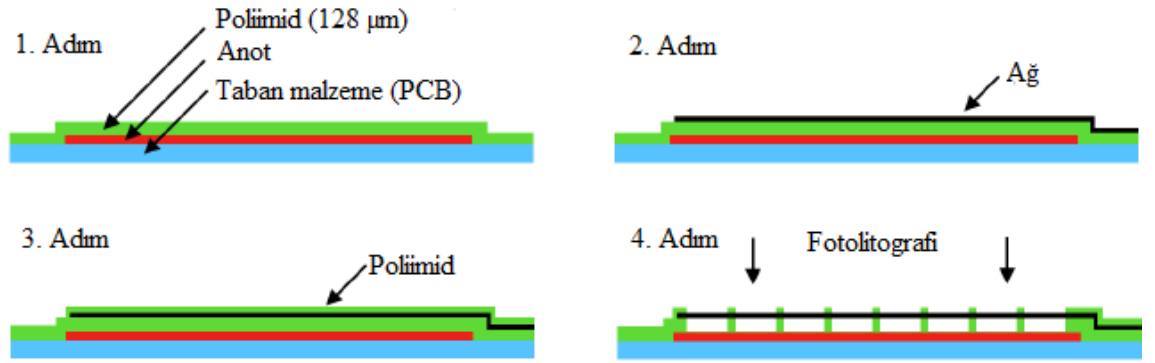 1. Adım
Poliimid (128 μm)
Anot
Taban malzeme (PCB)
2. Adım
Ağ
3. Adım
Poliimid
4. Adım
Fotolitografi